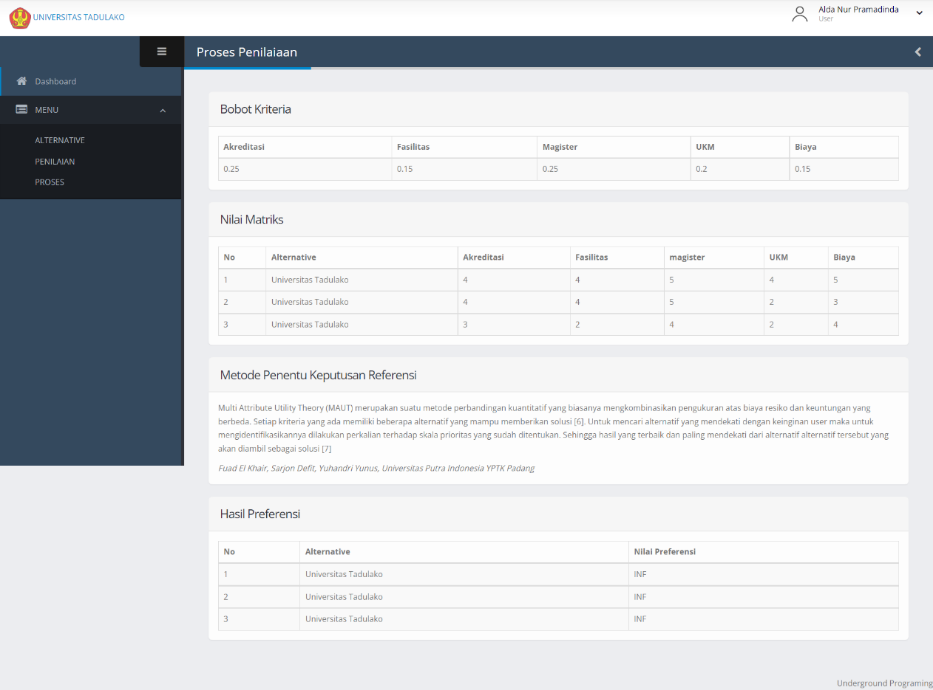 UNIVERSITAS TADULAKO
Alda Nur Pramadinda
User
Proses Penilaiaan
Dashboard
MENU
ALTERNATIVE
PENILAIAN
PROSES
Bobot Kriteria
Akreditasi Fasilitas Magister UKM Biaya
0.25 0.15 0.25 0.2 0.15
Nilai Matriks
No Alternative Akreditasi Fasilitas magister UKM Biaya
1 Universitas Tadulako 4 4 5 4 5
2 Universitas Tadulako 4 4 5 2 3
3 Universitas Tadulako 3 2 4 2 4
Metode Penentu Keputusan Referensi
Multi Attribute Utility Theory (MAUT) merupakan suatu metode perbandingan kuantitatif yang biasanya mengkombinasikan pengukuran atas biaya resiko dan keuntungan yang
berbeda. Setiap kriteria yang ada memiliki beberapa alternatif yang mampu memberikan solusi [6]. Untuk mencari alternatif yang mendekati dengan keinginan user maka untuk
mengidentifikasikannya dilakukan perkalian terhadap skala prioritas yang sudah ditentukan. Sehingga hasil yang terbaik dan paling mendekati dari alternatif alternatif tersebut yang
akan diambil sebagai solusi [7]
Fuad El Khair, Sarjon Defit, Yuhandri Yunus, Universitas Putra Indonesia YPTK Padang
Hasil Preferensi
No Alternative Nilai Preferensi
1 Universitas Tadulako INF
2 Universitas Tadulako INF
3 Universitas Tadulako INF
Underground Programing